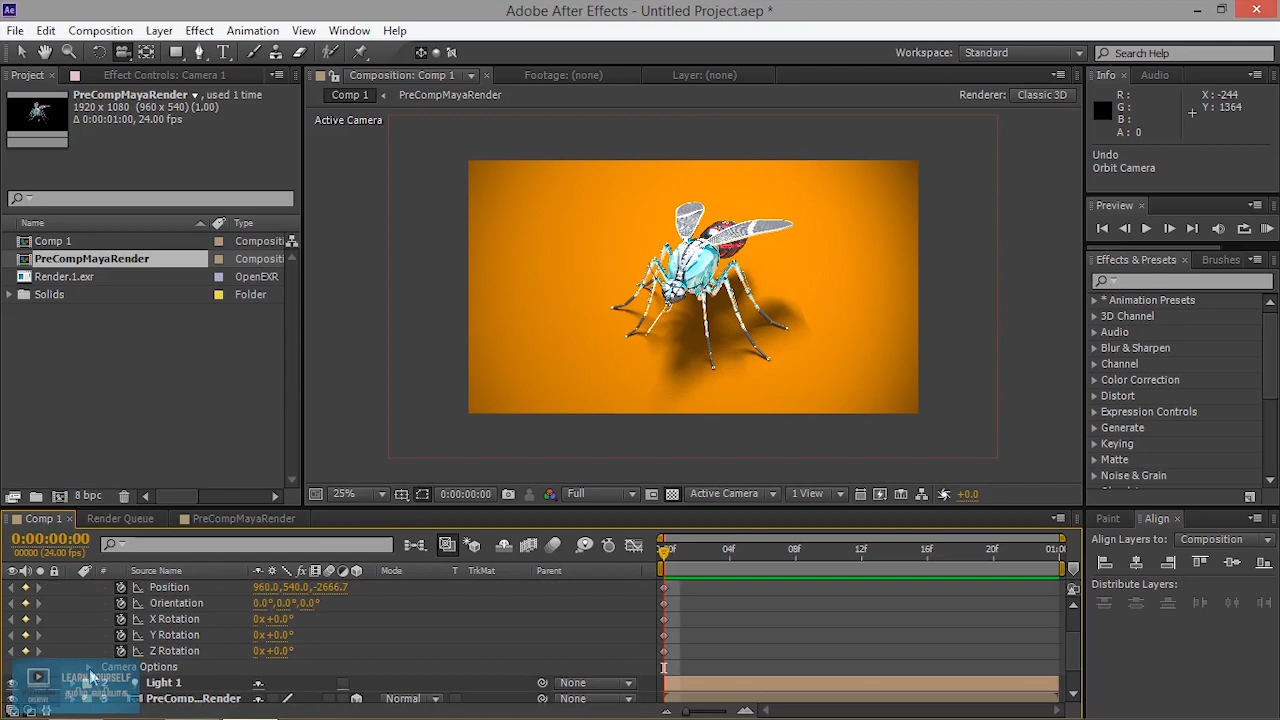 Ae Adobe After Effects - Untitled Project.aep *
File Edit Composition Layer Effect Animation View Window Help
Workspace: Standard Search Help
Project Effect Controls: Camera 1
Composition: Comp 1 Footage: (none) Layer: (none)
Info Audio
PreCompMayaRender , used 1 time
1920 x 1080 (960 x 540) (1.00)
Δ 0:00:01:00, 24.00 fps
Comp 1 PreCompMayaRender Renderer: Classic 3D
Active Camera
R : X : -244
G : Y : 1364
B :
A : 0
Undo
Orbit Camera
Preview
Name Type
Comp 1 Compositi
PreCompMayaRender Compositi
Render.1.exr OpenEXR
Solids Folder
Effects & Presets Brushes
* Animation Presets
3D Channel
Audio
Blur & Sharpen
Channel
Color Correction
Distort
Expression Controls
Generate
Keying
Matte
Noise & Grain
8 bpc
25% 0:00:00:00 Full Active Camera 1 View +0.0
Comp 1 Render Queue PreCompMayaRender
Paint Align
0:00:00:00
00000 (24.00 fps)
Align Layers to: Composition
Distribute Layers:
04F 08F 12F 16F 20F 01:0
# Source Name Mode T TrkMat Parent
Position 960.0,540.0,-2666.7
Orientation 0.0°,0.0°,0.0°
X Rotation 0x+0.0°
Y Rotation 0x+0.0°
Z Rotation 0x+0.0°
Camera Options
Light 1 None
PreComp...Render Normal None
LEARN YOURSELF